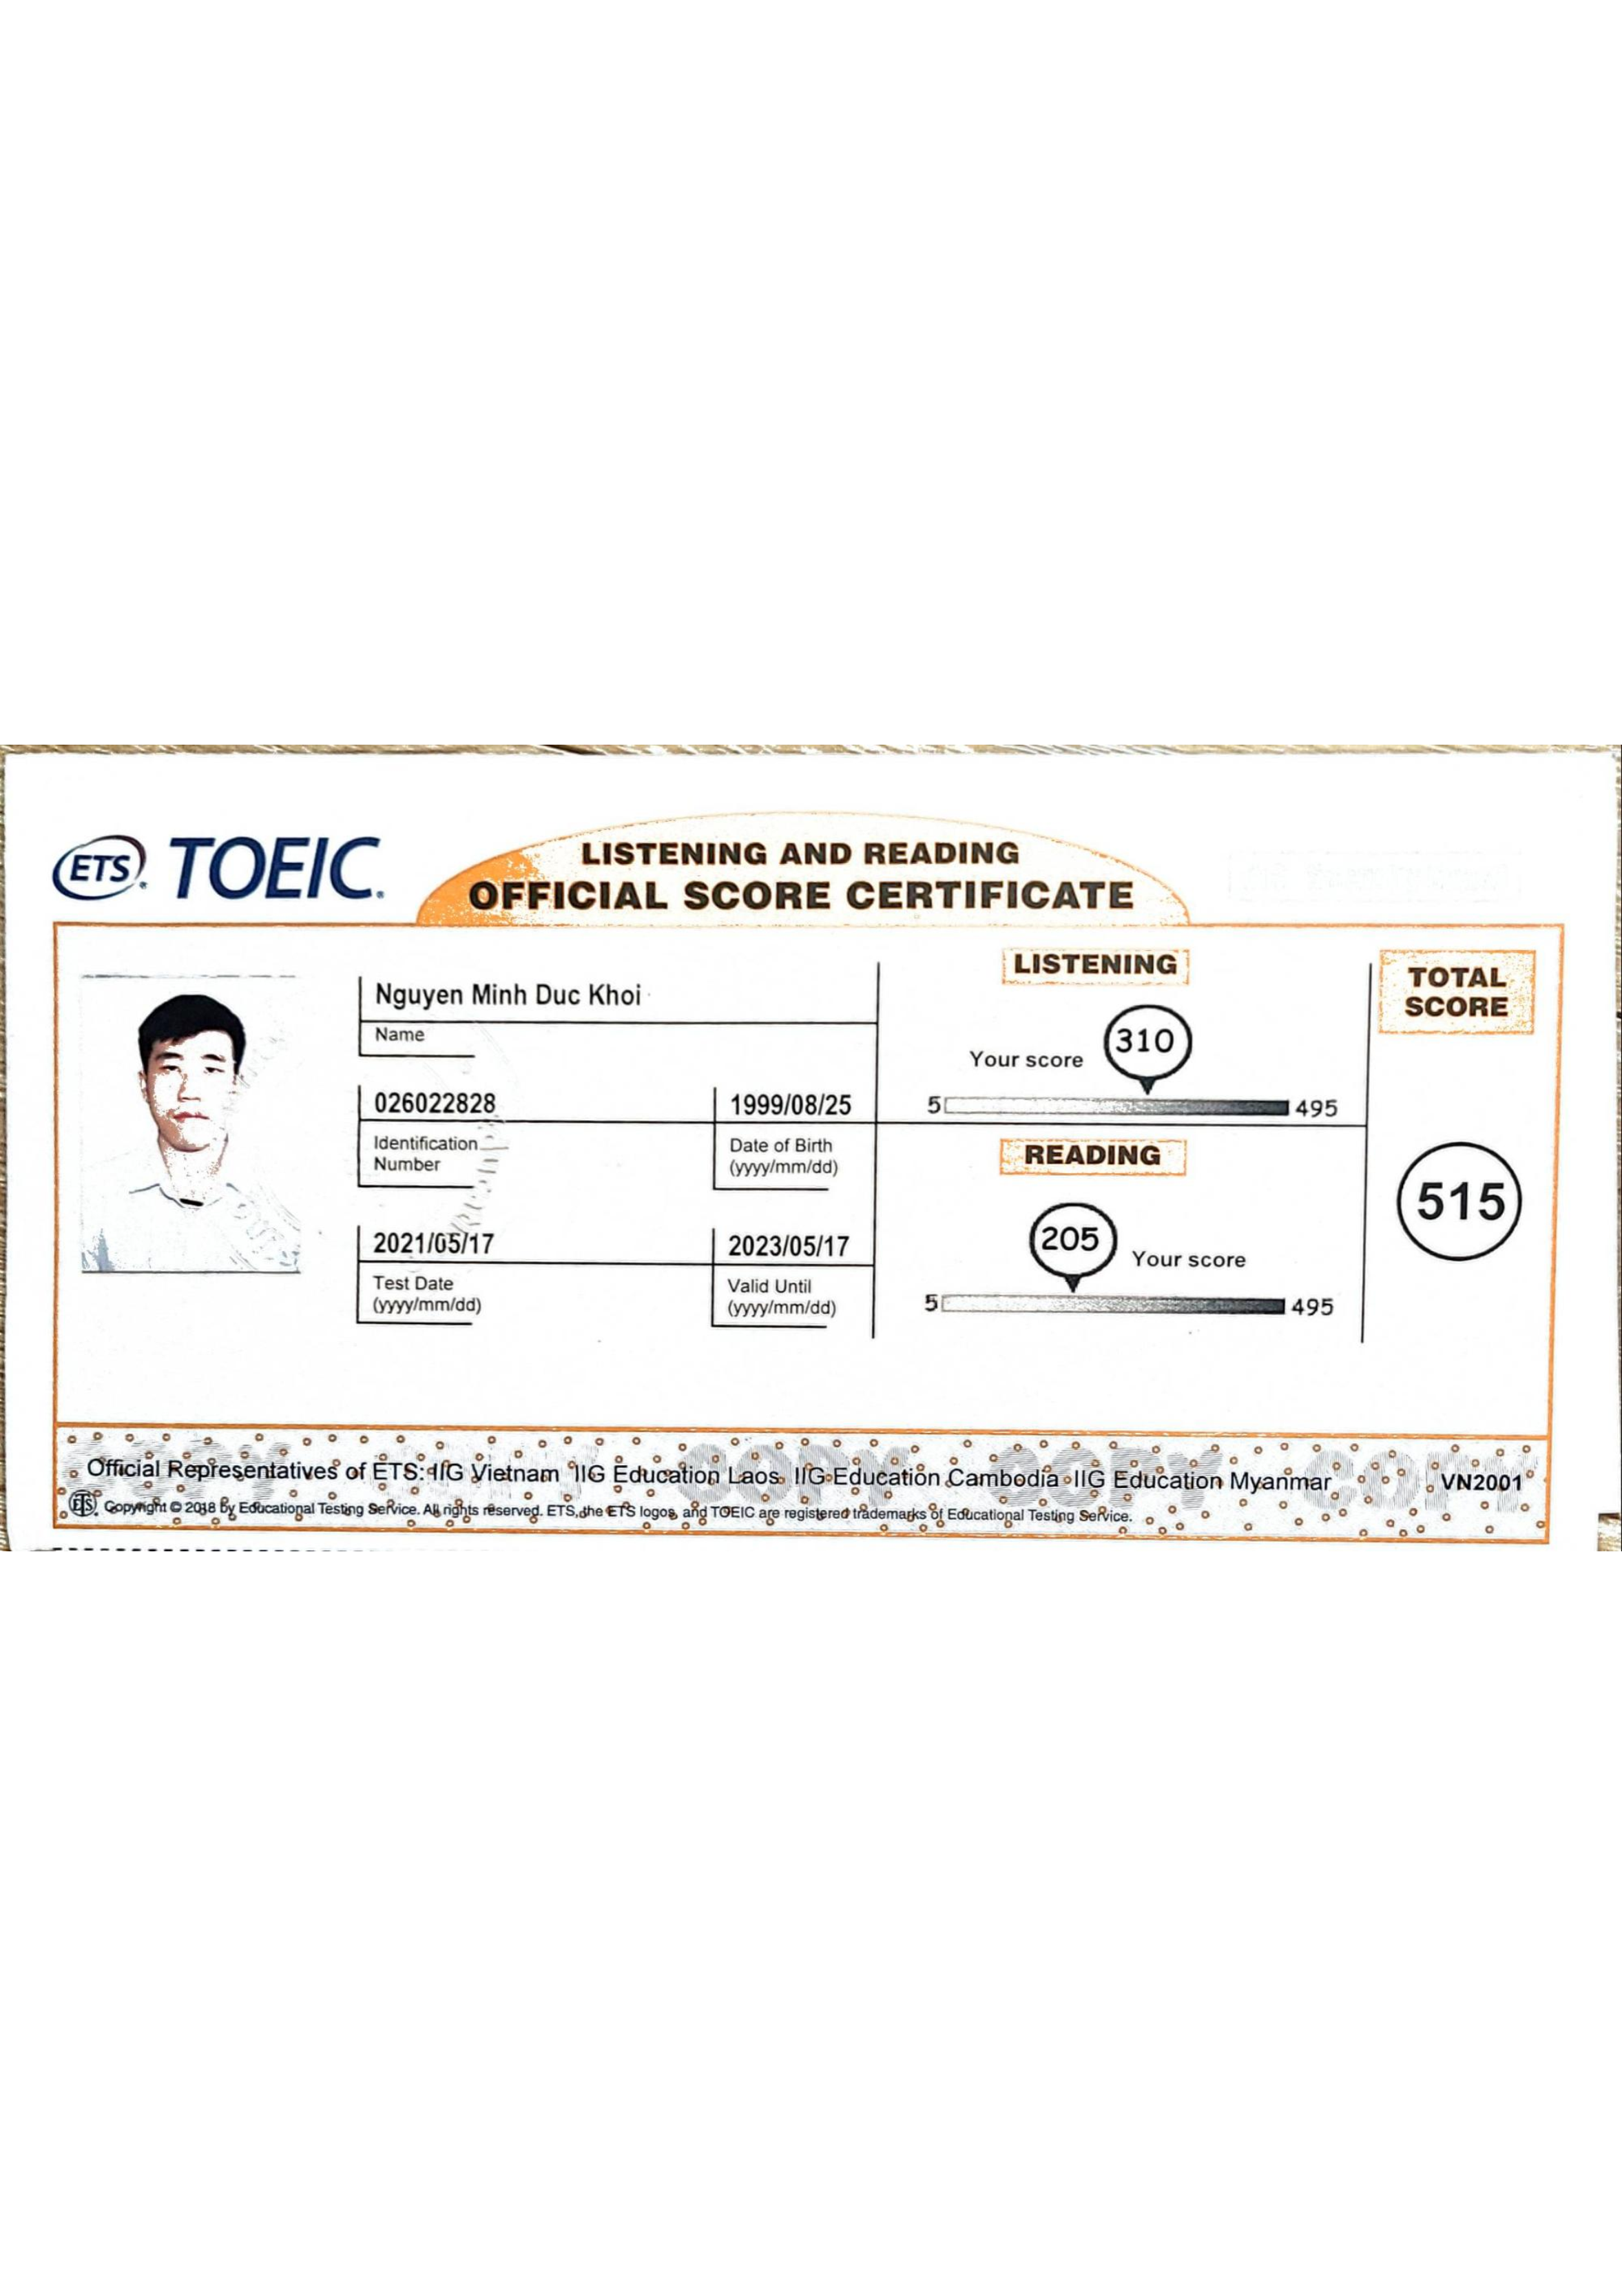 ETS® TOEIC®
LISTENING AND READING
OFFICIAL SCORE CERTIFICATE
Nguyen Minh Duc Khoi
Name
026022828
Identification
Number
1999/08/25
Date of Birth
(yyyy/mm/dd)
2021/05/17
Test Date
(yyyy/mm/dd)
2023/05/17
Valid Until
(yyyy/mm/dd)
LISTENING
Your score
310
5 495
READING
205
Your score
5 495
TOTAL
SCORE
515
COPY COPY COPY COPY
Official Representatives of ETS: IIG Vietnam IIG Education Laos IIG Education Cambodia IIG Education Myanmar VN2001
ETS® Copyright © 2018 by Educational Testing Service. All rights reserved. ETS, the ETS logos, and TOEIC are registered trademarks of Educational Testing Service.